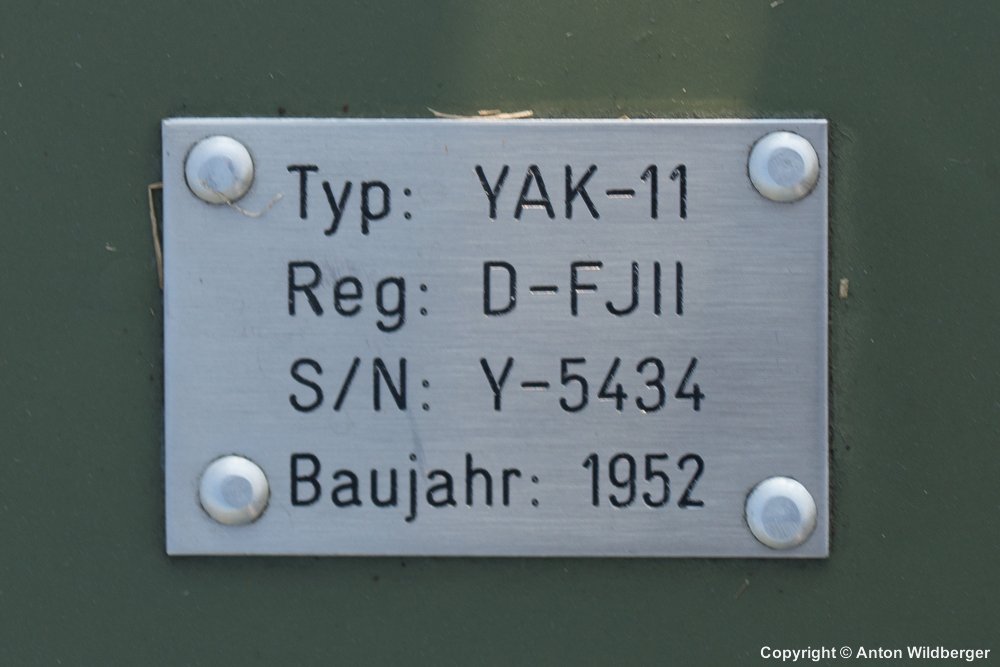 Typ: YAK-11
Reg: D-FJII
S/N: Y-5434
Baujahr: 1952
Copyright © Anton Wildberger